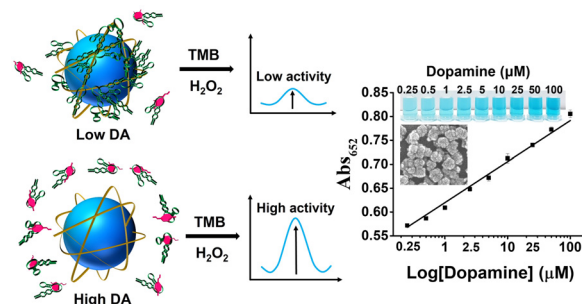 TMB
H₂O₂
Low activity
Low DA
TMB
H₂O₂
High activity
High DA
Dopamine (µM)
0.25 0.5 1 2.5 5 10 25 50 100
Abs₆₅₂
0.85
0.80
0.75
0.70
0.65
0.60
0.55
0.25 1 2.5 10 25 100
Log[Dopamine] (µM)